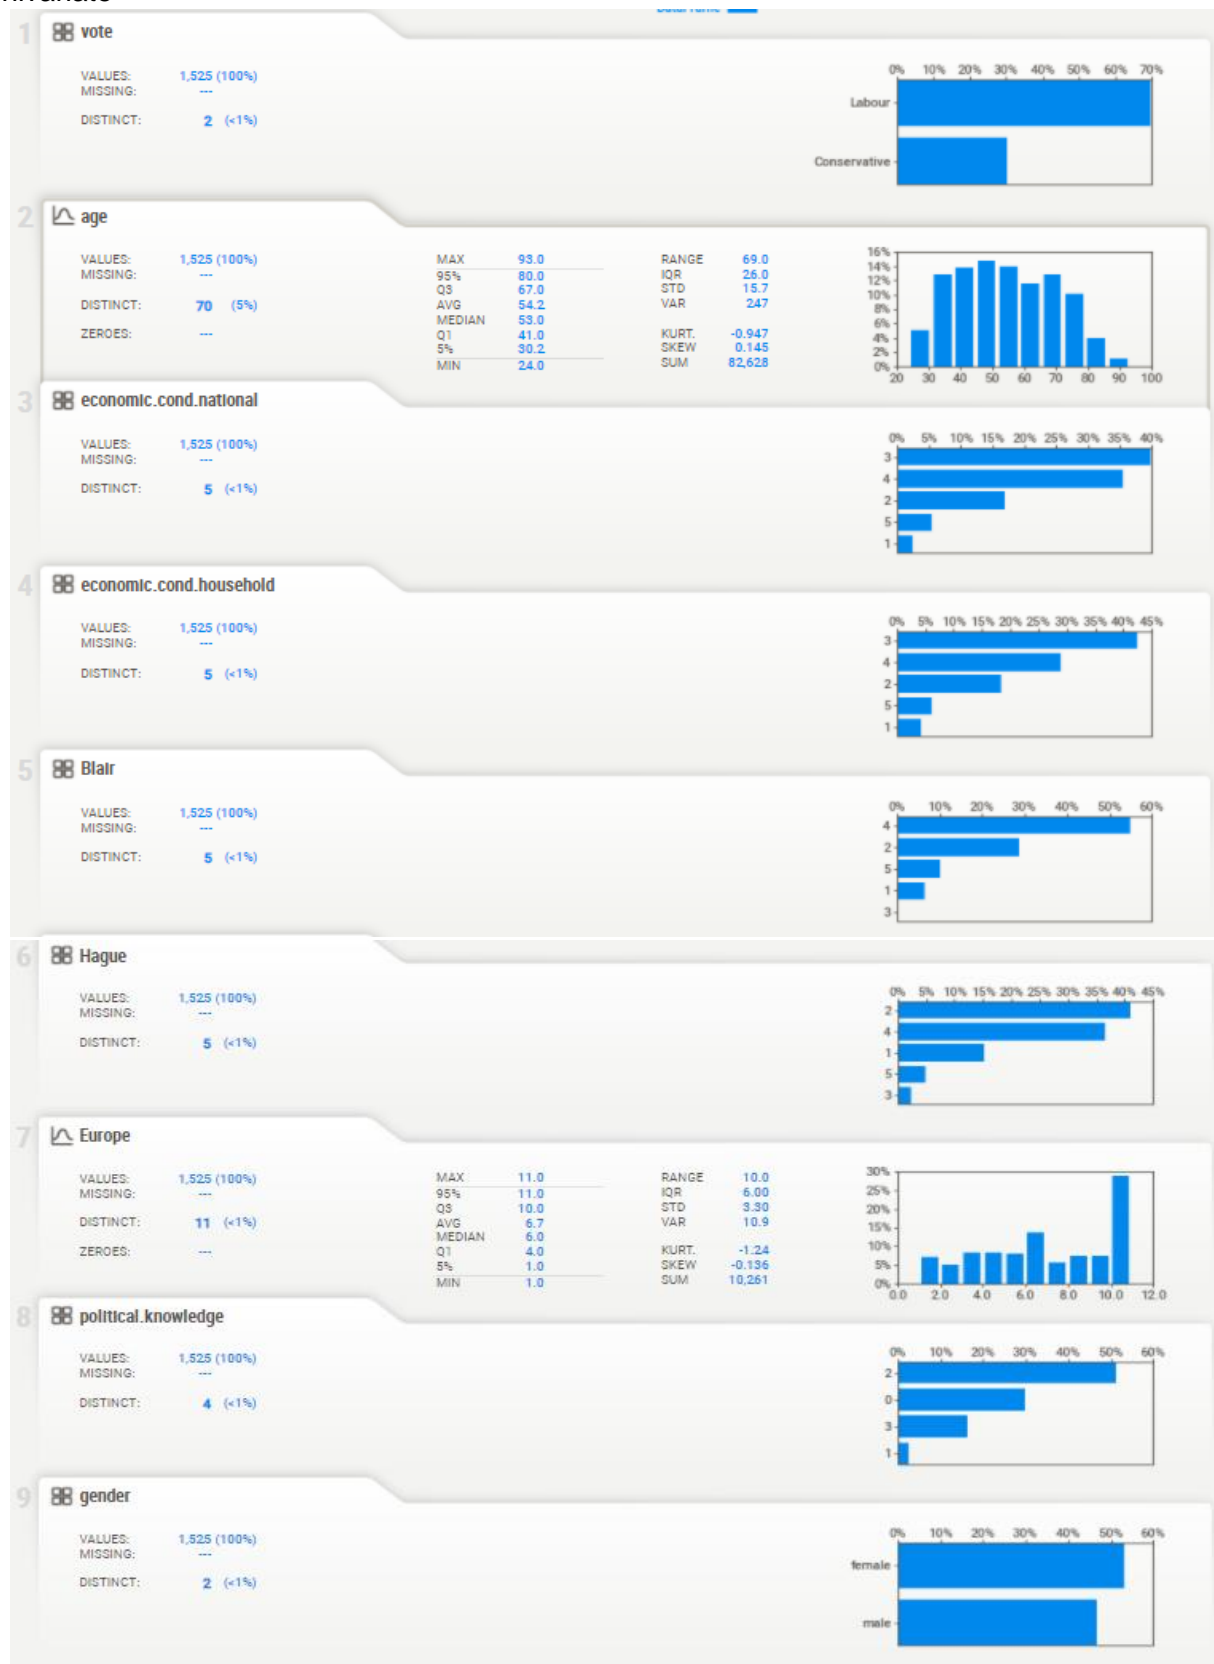 1 vote
VALUES: 1,525 (100%)
MISSING: ---
DISTINCT: 2 (<1%)
0% 10% 20% 30% 40% 50% 60% 70%
Labour
Conservative
2 age
VALUES: 1,525 (100%)
MISSING: ---
DISTINCT: 70 (5%)
ZEROES: ---
MAX 93.0
95% 80.0
Q3 67.0
AVG 54.2
MEDIAN 53.0
Q1 41.0
5% 30.2
MIN 24.0
RANGE 69.0
IQR 26.0
STD 15.7
VAR 247
KURT. -0.947
SKEW 0.145
SUM 82,628
16%
14%
12%
10%
8%
6%
4%
2%
0%
20 30 40 50 60 70 80 90 100
3 economic.cond.national
VALUES: 1,525 (100%)
MISSING: ---
DISTINCT: 5 (<1%)
0% 5% 10% 15% 20% 25% 30% 35% 40%
3
4
2
5
1
4 economic.cond.household
VALUES: 1,525 (100%)
MISSING: ---
DISTINCT: 5 (<1%)
0% 5% 10% 15% 20% 25% 30% 35% 40% 45%
3
4
2
5
1
5 Blair
VALUES: 1,525 (100%)
MISSING: ---
DISTINCT: 5 (<1%)
0% 10% 20% 30% 40% 50% 60%
4
2
5
1
3
6 Hague
VALUES: 1,525 (100%)
MISSING: ---
DISTINCT: 5 (<1%)
0% 5% 10% 15% 20% 25% 30% 35% 40% 45%
2
4
1
5
3
7 Europe
VALUES: 1,525 (100%)
MISSING: ---
DISTINCT: 11 (<1%)
ZEROES: ---
MAX 11.0
95% 11.0
Q3 10.0
AVG 6.7
MEDIAN 6.0
Q1 4.0
5% 1.0
MIN 1.0
RANGE 10.0
IQR 6.00
STD 3.30
VAR 10.9
KURT. -1.24
SKEW -0.136
SUM 10,261
30%
25%
20%
15%
10%
5%
0%
0.0 2.0 4.0 6.0 8.0 10.0 12.0
8 political.knowledge
VALUES: 1,525 (100%)
MISSING: ---
DISTINCT: 4 (<1%)
0% 10% 20% 30% 40% 50% 60%
2
0
3
1
9 gender
VALUES: 1,525 (100%)
MISSING: ---
DISTINCT: 2 (<1%)
0% 10% 20% 30% 40% 50% 60%
female
male